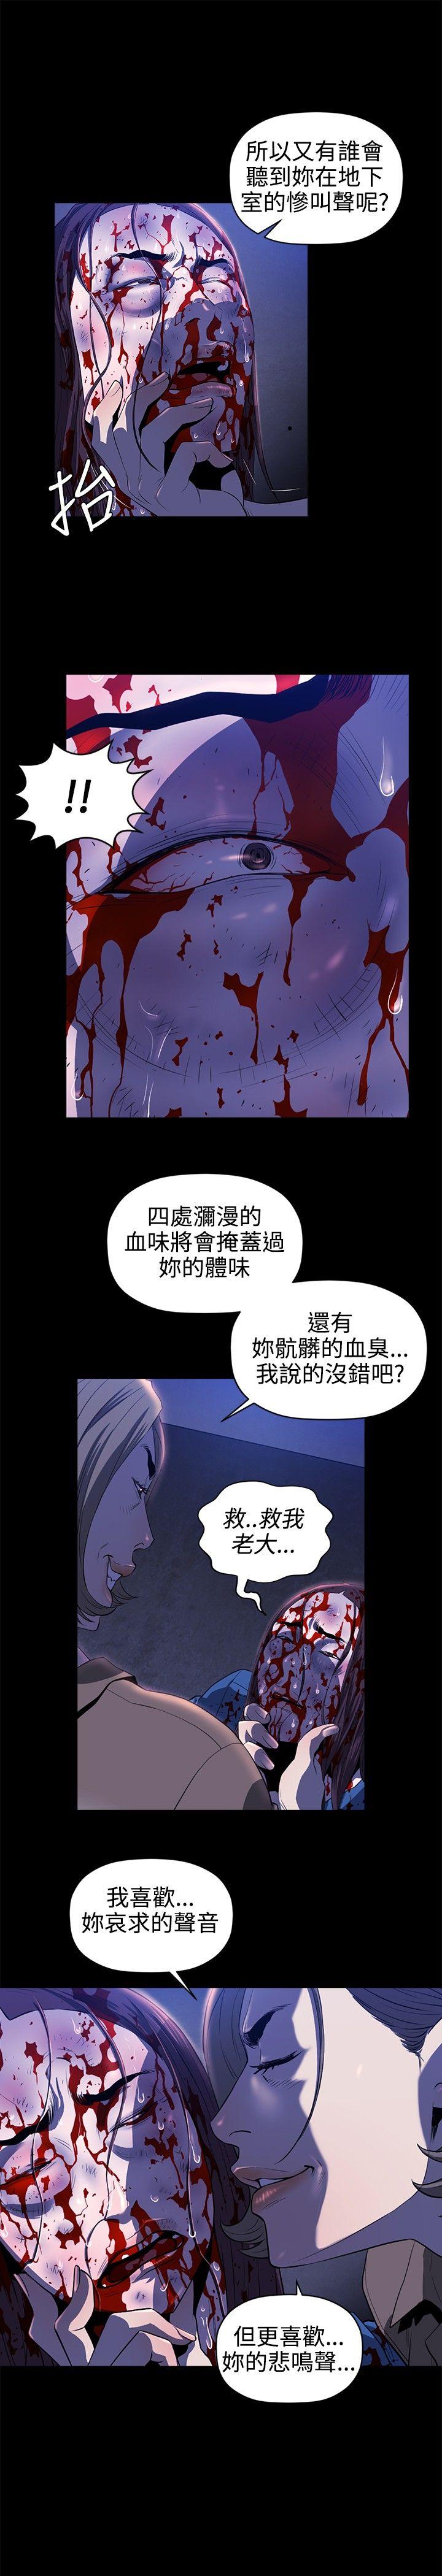 所以又有誰會
聽到妳在地下
室的慘叫聲呢?
抬
!!
四處瀰漫的
血味將會掩蓋過
妳的體味
還有
妳骯髒的血臭...
我說的沒錯吧?
救..救我
老大...
我喜歡...
妳哀求的聲音
但更喜歡...
妳的悲鳴聲...